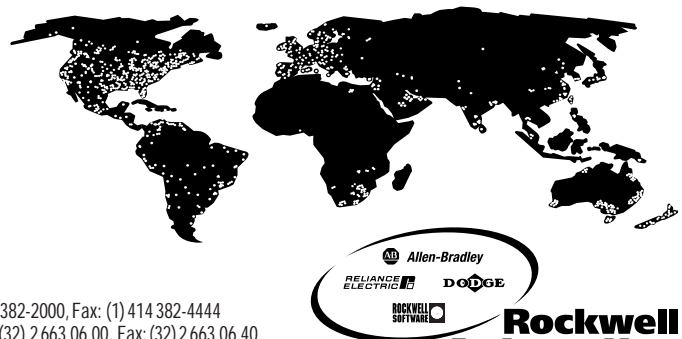 AB Allen-Bradley
RELIANCE ELECTRIC
DODGE
ROCKWELL SOFTWARE
382-2000, Fax: (1) 414 382-4444
(32) 2 663 06 00, Fax: (32) 2 663 06 40
Rockwell